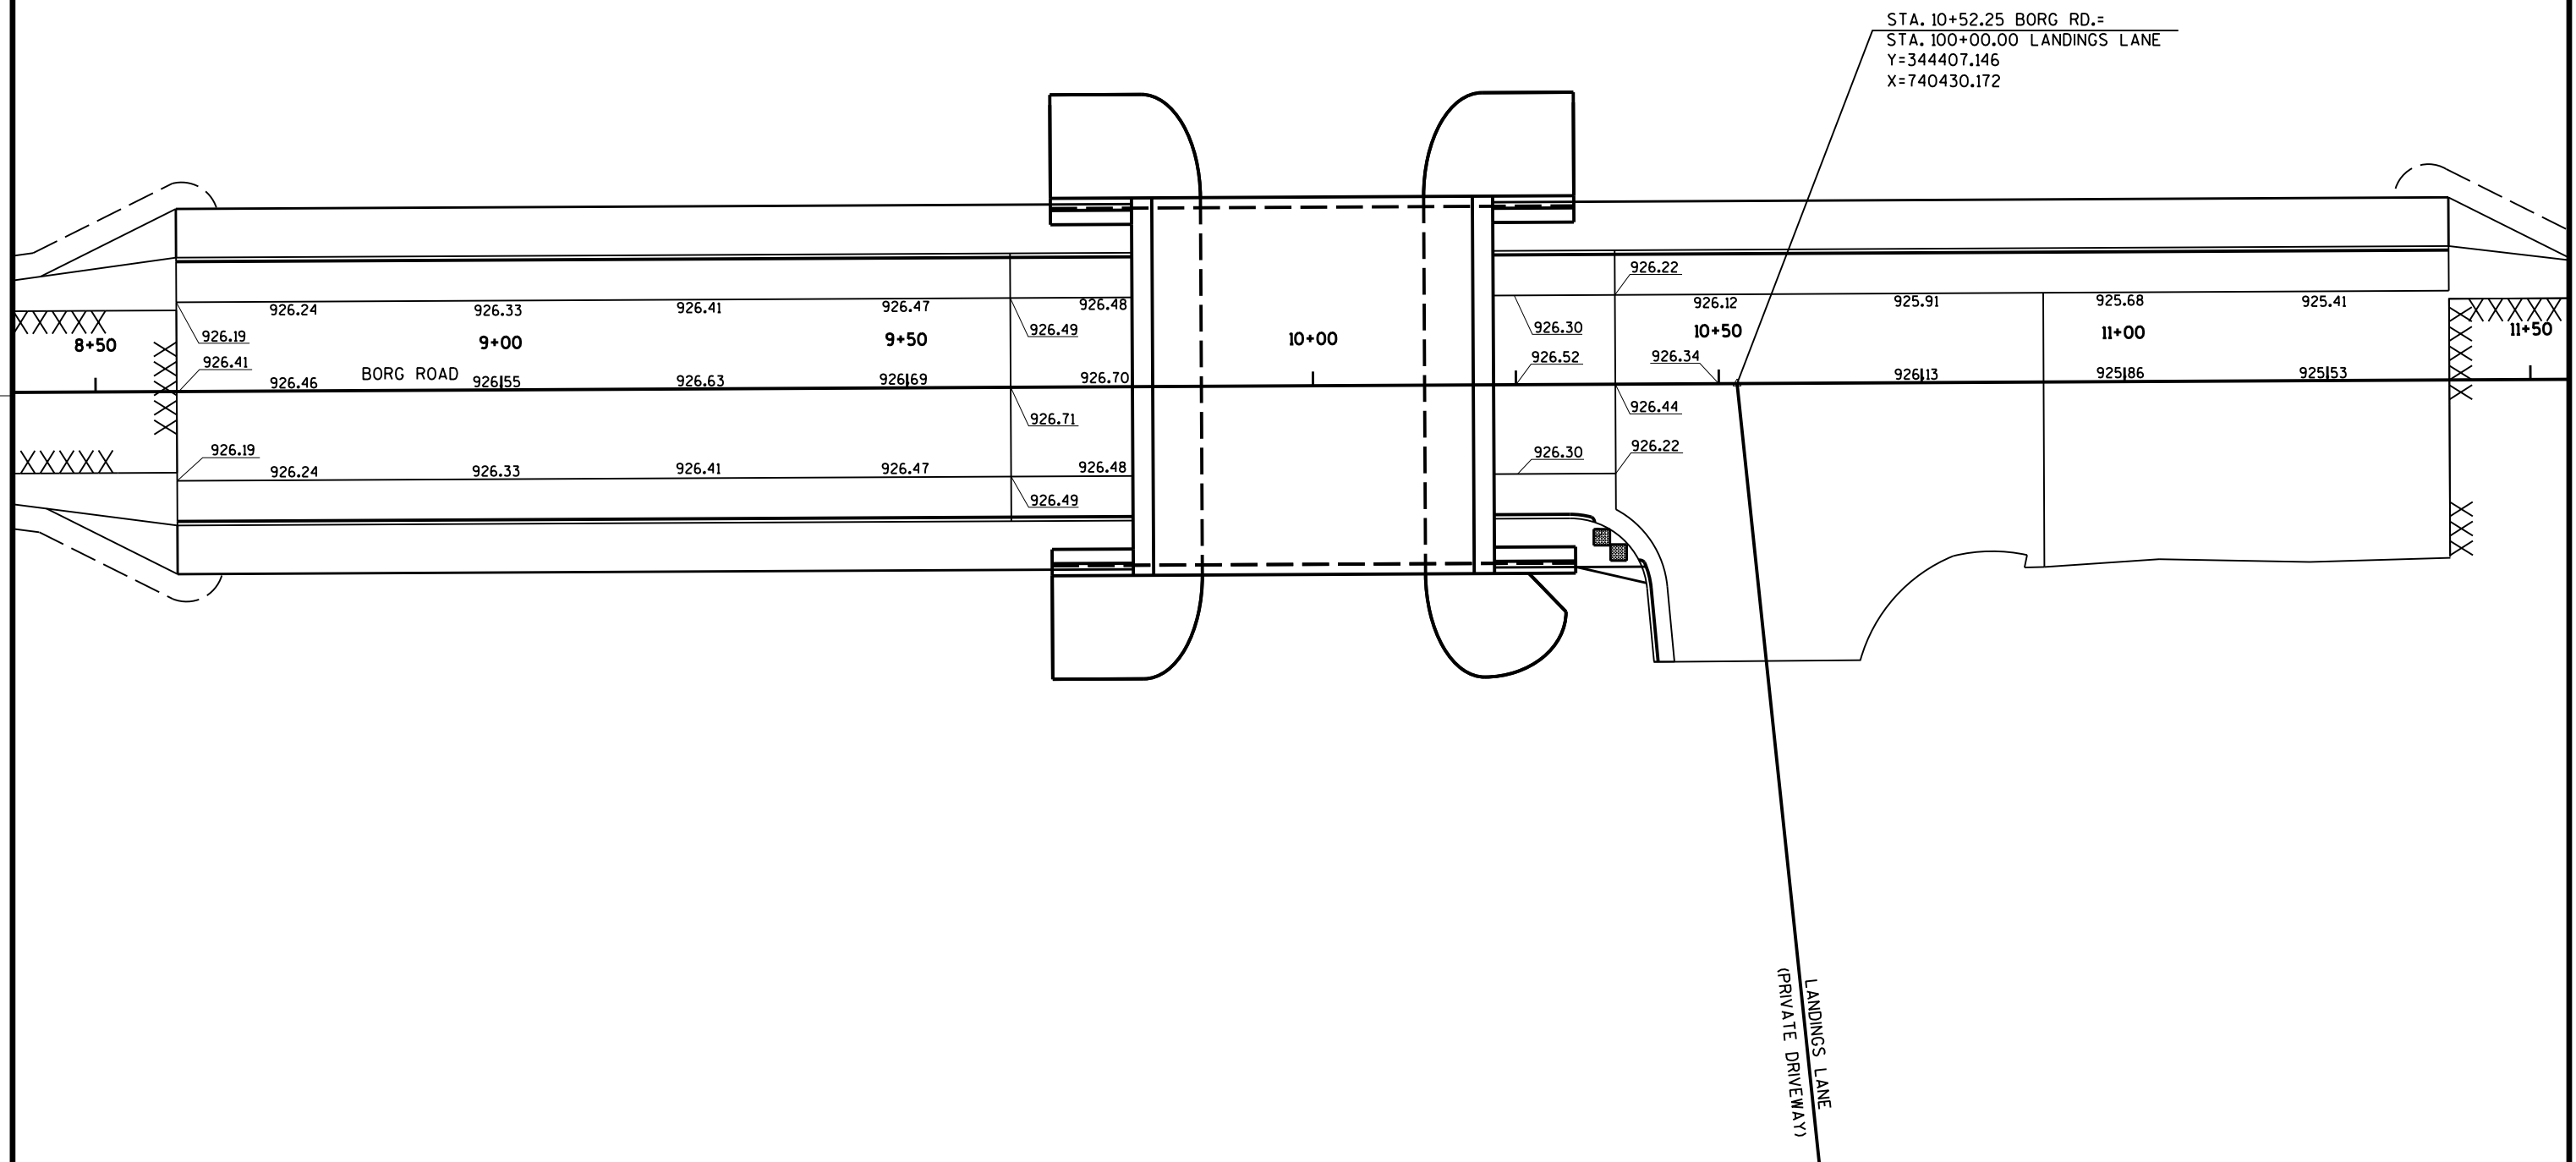 STA. 10+52.25 BORG RD.=
STA. 100+00.00 LANDINGS LANE
Y=344407.146
X=740430.172
926.22
926.24 926.33 926.41 926.47 926.48 926.12 925.91 925.68 925.41
926.19 926.49 926.30
8+50 9+00 9+50 10+00 10+50 11+00 11+50
926.41 926.52 926.34
BORG ROAD
926.46 926.55 926.63 926.69 926.70 926.13 925.86 925.53
926.71 926.44
926.19 926.30 926.22
926.24 926.33 926.41 926.47 926.48
926.49
LANDINGS LANE
(PRIVATE DRIVEWAY)